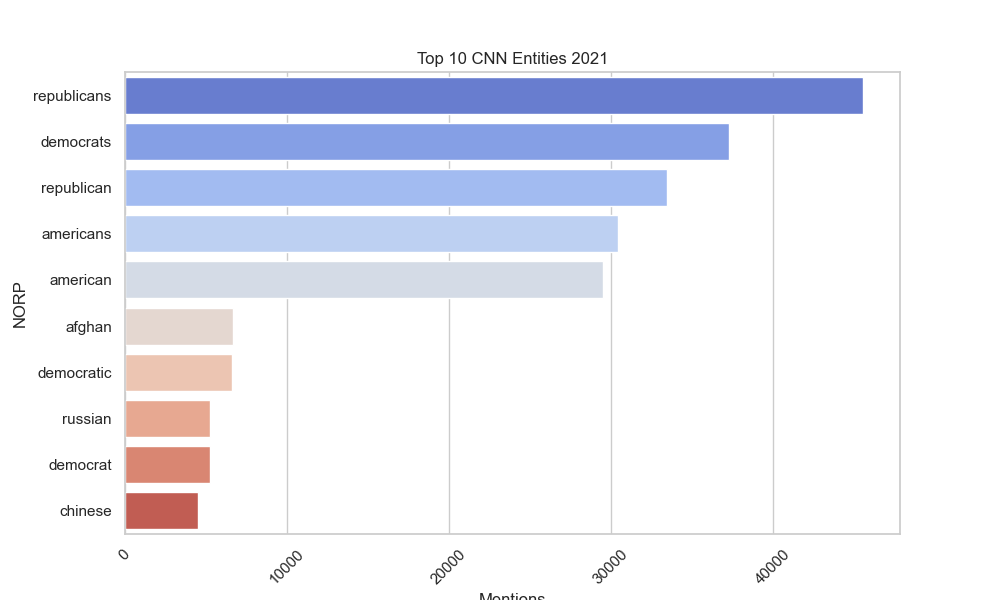 Top 10 CNN Entities 2021
NORP
republicans
democrats
republican
americans
american
afghan
democratic
russian
democrat
chinese
0
10000
20000
30000
40000
Mentions